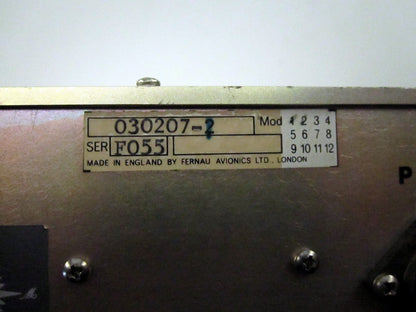 030207-2 Mod 1 2 3 4
5 6 7 8
SER F055 9 10 11 12
MADE IN ENGLAND BY FERNAU AVIONICS LTD., LONDON
P